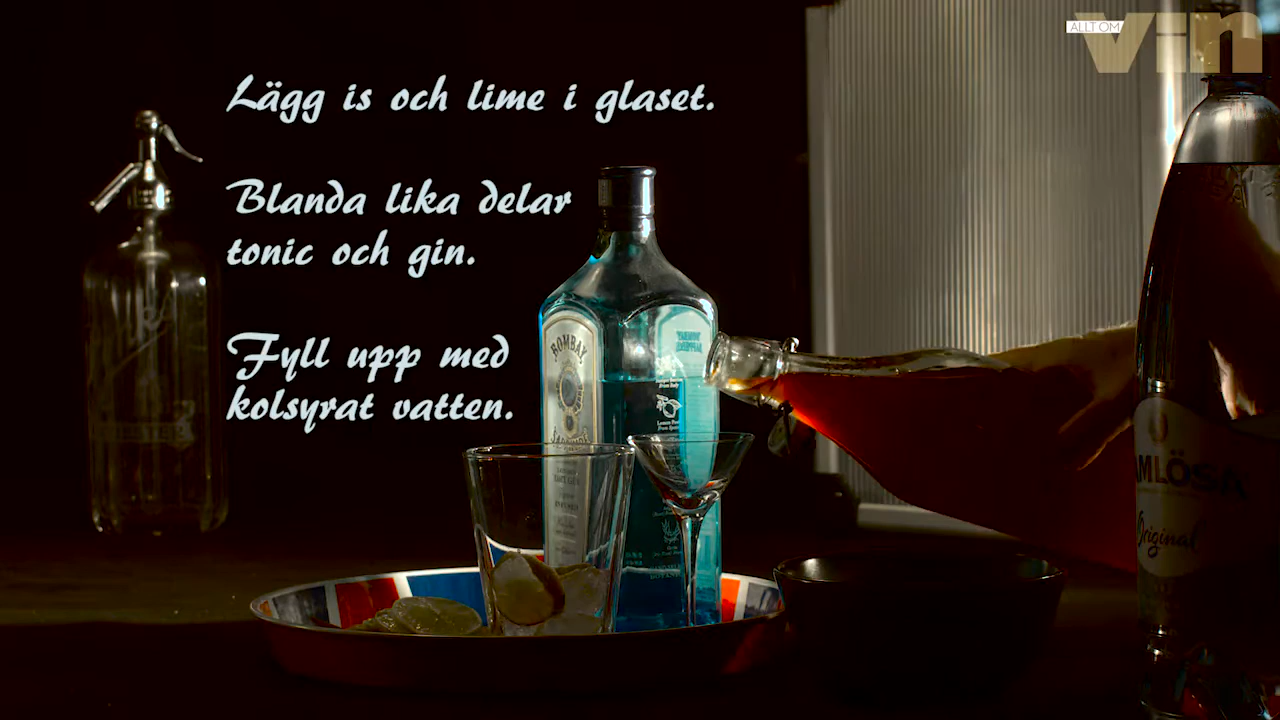 ALLT OM
vin
Lägg is och lime i glaset.
Blanda lika delar
tonic och gin.
Fyll upp med
kolsyrat vatten.
BOMBAY
AMLÖSA
Original